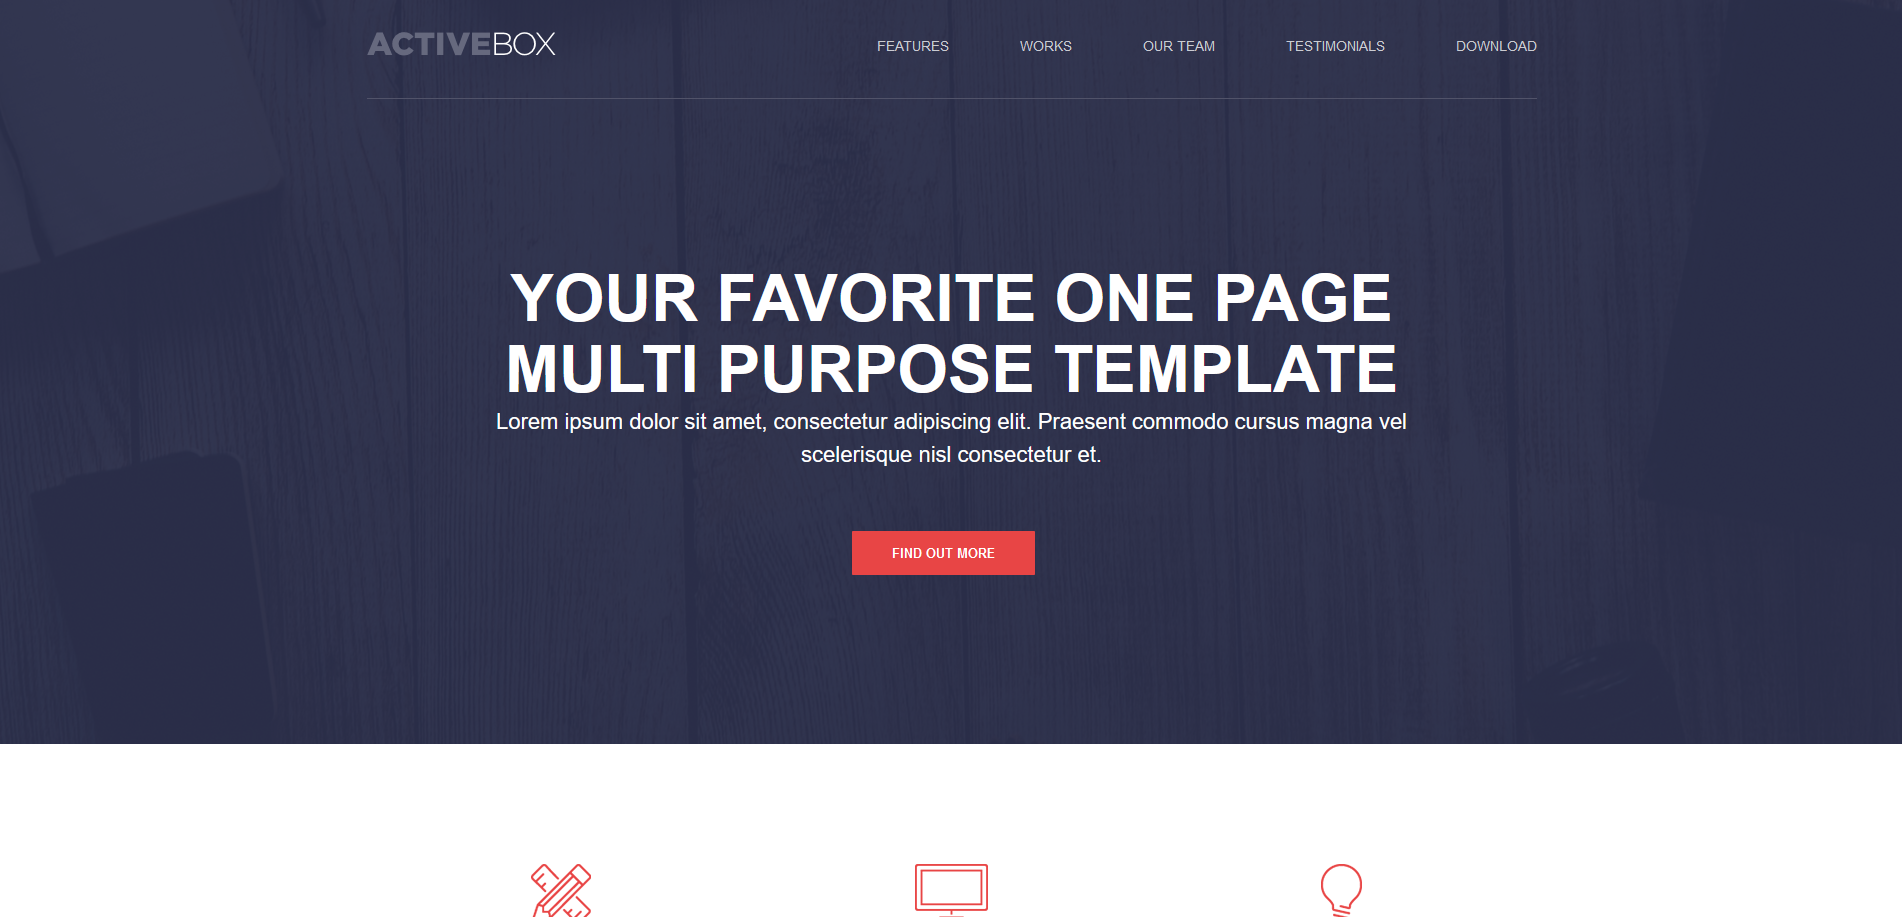 ACTIVEBOX
FEATURES WORKS OUR TEAM TESTIMONIALS DOWNLOAD
YOUR FAVORITE ONE PAGE
MULTI PURPOSE TEMPLATE
Lorem ipsum dolor sit amet, consectetur adipiscing elit. Praesent commodo cursus magna vel
scelerisque nisl consectetur et.
FIND OUT MORE